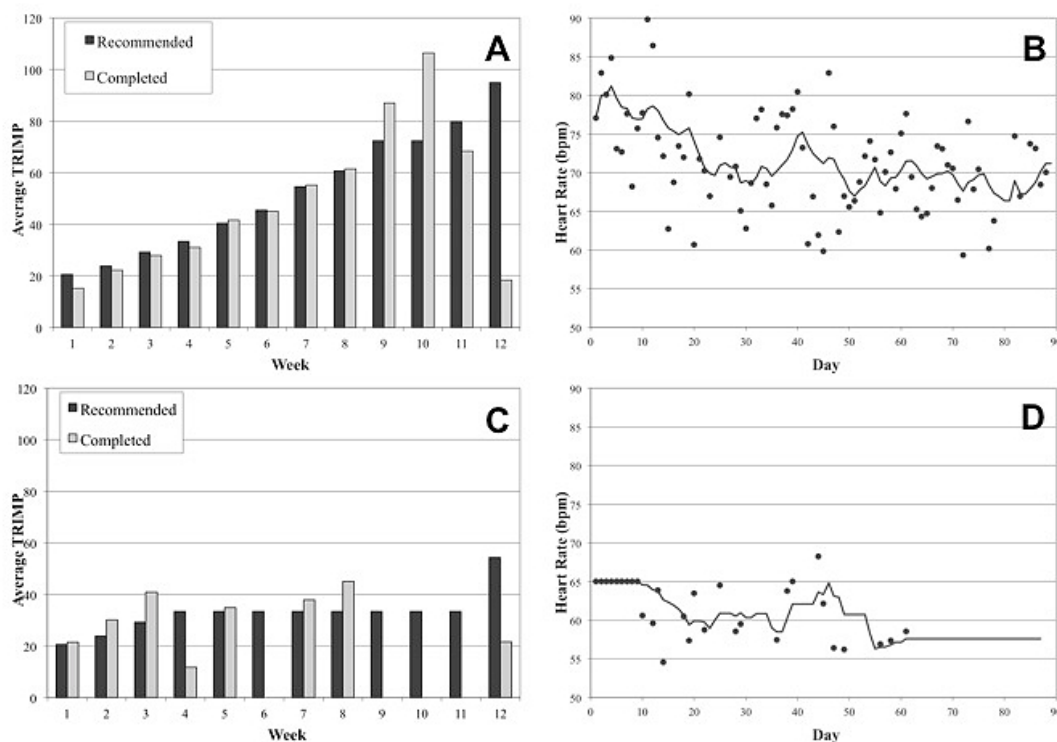 A
Recommended
Completed
Average TRIMP
120
100
80
60
40
20
0
1 2 3 4 5 6 7 8 9 10 11 12
Week
B
Heart Rate (bpm)
90
85
80
75
70
65
60
55
50
0 10 20 30 40 50 60 70 80 90
Day
C
Recommended
Completed
Average TRIMP
120
100
80
60
40
20
0
1 2 3 4 5 6 7 8 9 10 11 12
Week
D
Heart Rate (bpm)
90
85
80
75
70
65
60
55
50
0 10 20 30 40 50 60 70 80 90
Day